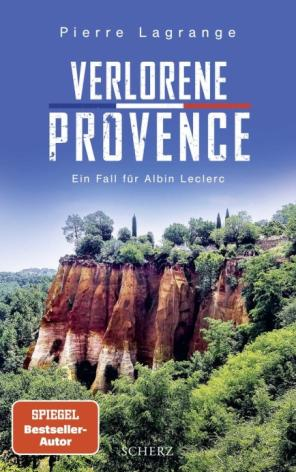 Pierre Lagrange
VERLORENE
PROVENCE
Ein Fall für Albin Leclerc
SPIEGEL
Bestseller-
Autor
SCHERZ